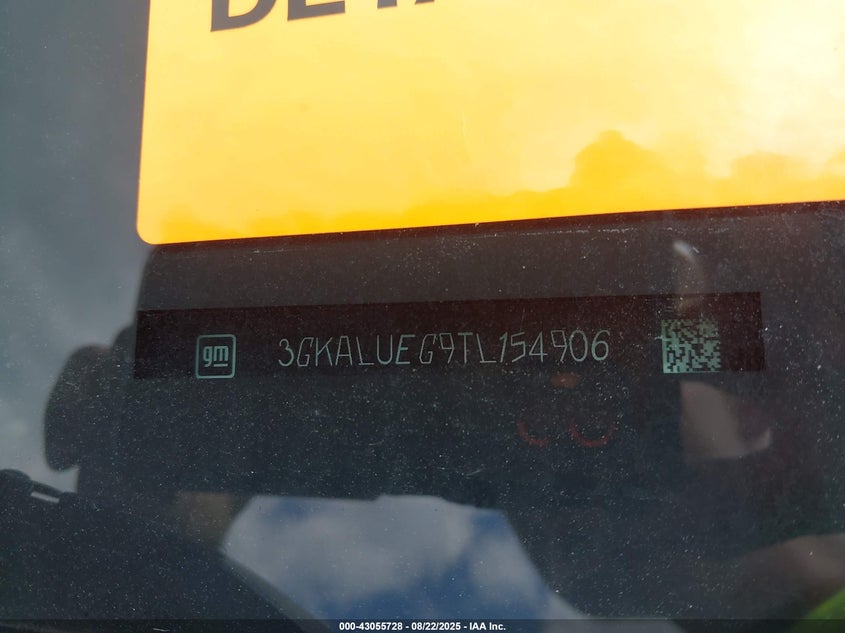 gm 3GKALUEG9TL154906
000-43055728 - 08/22/2025 - IAA Inc.